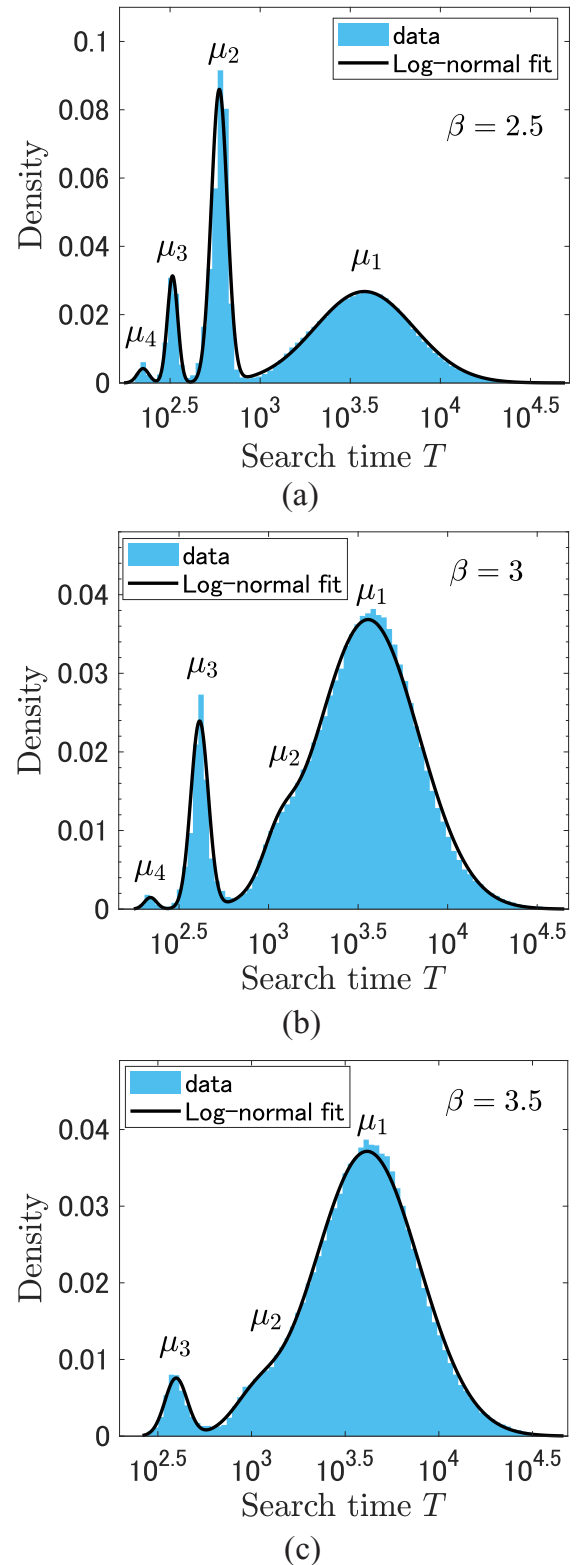 0.1
0.08
0.06
0.04
0.02
0
Density
data
Log-normal fit
β = 2.5
μ₂
μ₃
μ₁
μ₄
10^2.5 10^3 10^3.5 10^4 10^4.5
Search time T
(a)
0.04
0.03
0.02
0.01
0
Density
data
Log-normal fit
β = 3
μ₁
μ₃
μ₂
μ₄
10^2.5 10^3 10^3.5 10^4 10^4.5
Search time T
(b)
0.04
0.03
0.02
0.01
0
Density
data
Log-normal fit
β = 3.5
μ₁
μ₂
μ₃
10^2.5 10^3 10^3.5 10^4 10^4.5
Search time T
(c)